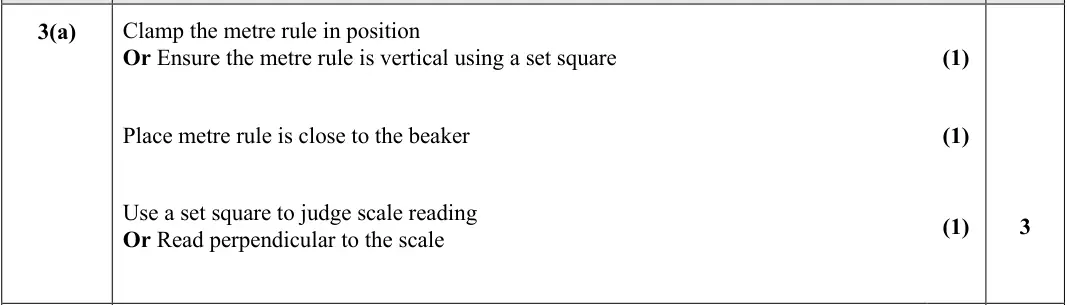 3(a) Clamp the metre rule in position
Or Ensure the metre rule is vertical using a set square (1)
Place metre rule is close to the beaker (1)
Use a set square to judge scale reading
Or Read perpendicular to the scale (1) 3